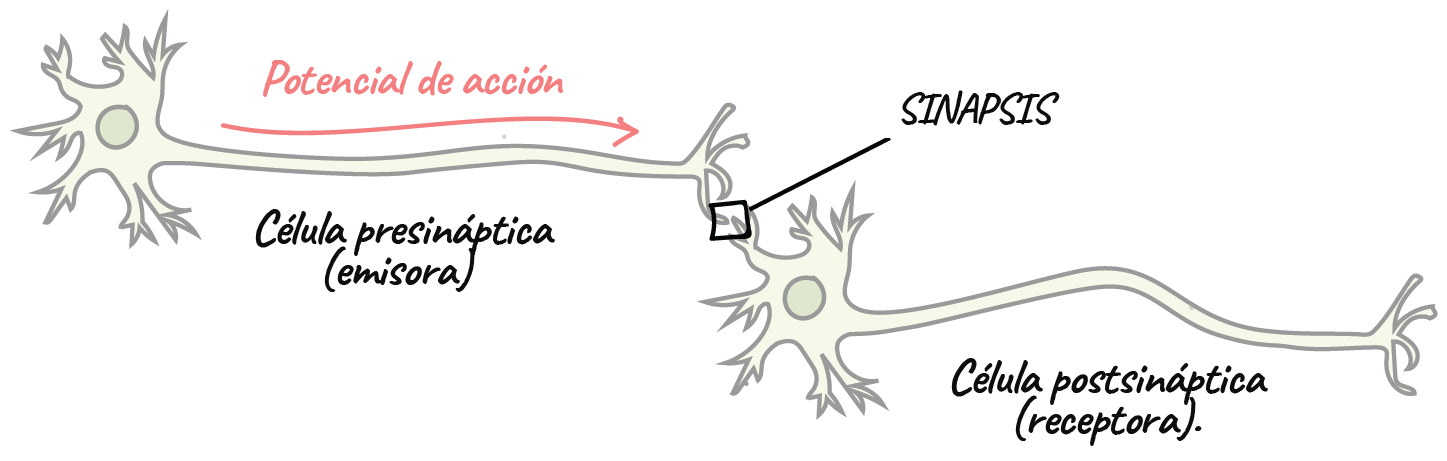 Potencial de acción
SINAPSIS
Célula presináptica
(emisora)
Célula postsináptica
(receptora).